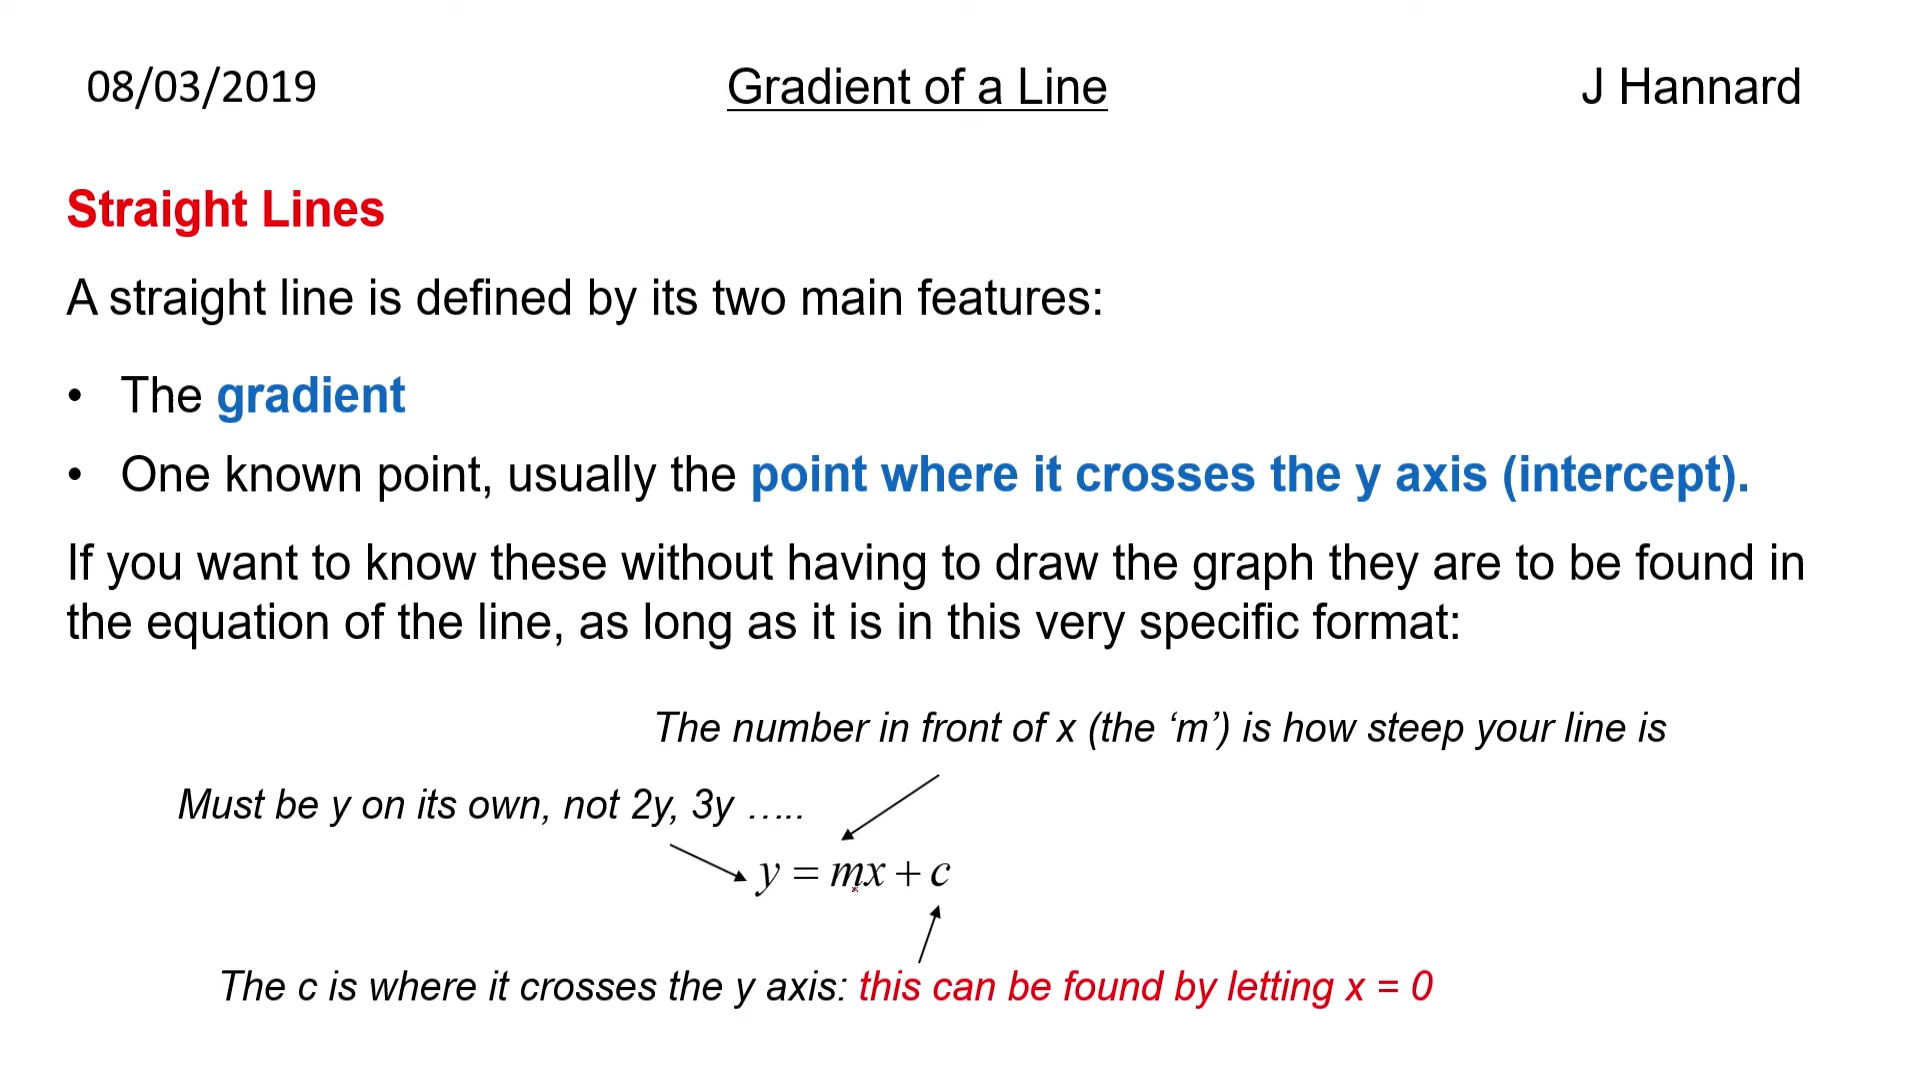 08/03/2019 Gradient of a Line J Hannard
Straight Lines
A straight line is defined by its two main features:
• The gradient
• One known point, usually the point where it crosses the y axis (intercept).
If you want to know these without having to draw the graph they are to be found in
the equation of the line, as long as it is in this very specific format:
The number in front of x (the ‘m’) is how steep your line is
Must be y on its own, not 2y, 3y …..
y = mx + c
The c is where it crosses the y axis: this can be found by letting x = 0